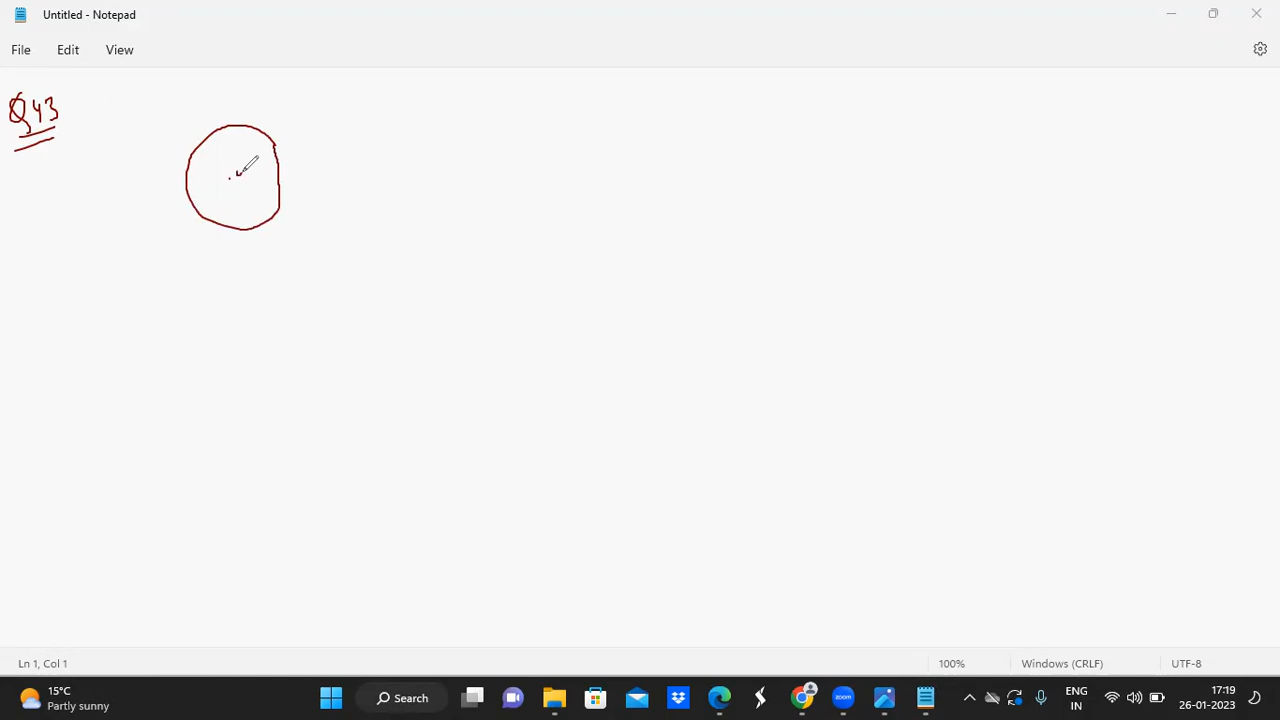 Untitled - Notepad
File Edit View
Q43
Ln 1, Col 1 100% Windows (CRLF) UTF-8
15°C
Partly sunny
Search
zoom
ENG
IN
17:19
26-01-2023